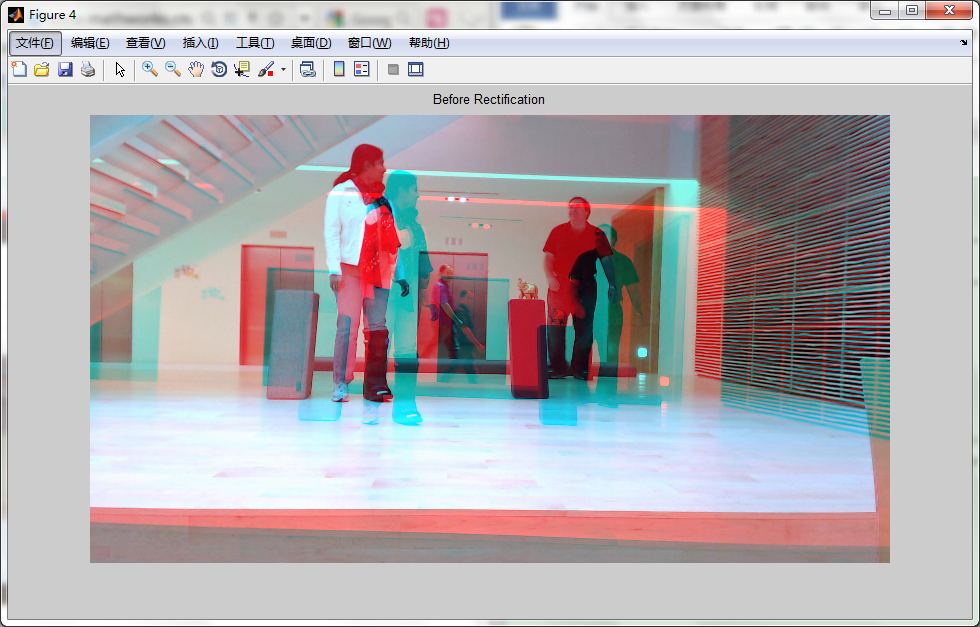 Figure 4
文件(F) 编辑(E) 查看(V) 插入(I) 工具(T) 桌面(D) 窗口(W) 帮助(H)
Before Rectification